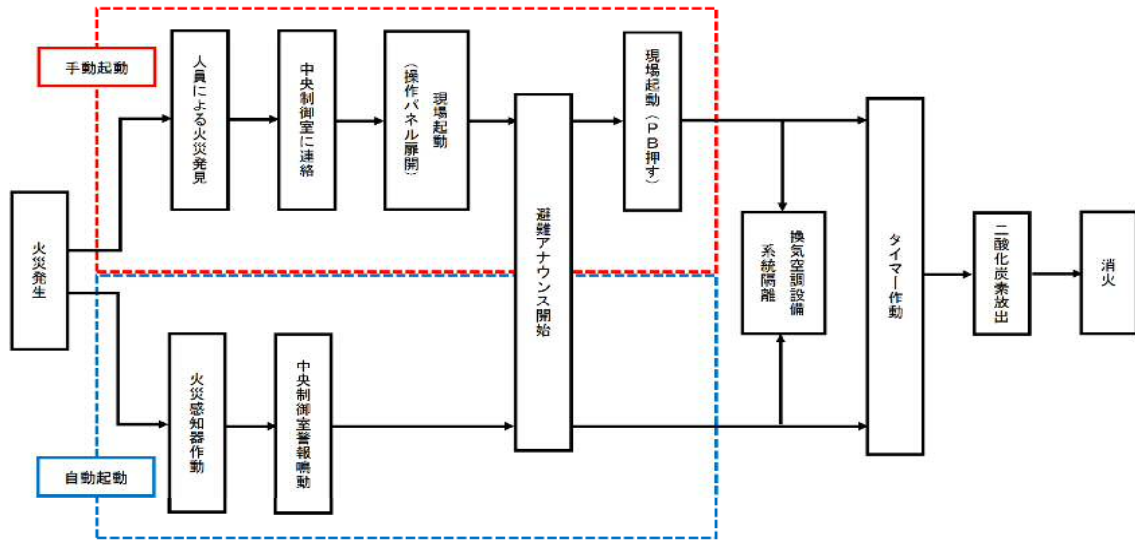 手動起動
人員による火災発見
中央制御室に連絡
現場起動
(操作パネル扉開)
避難アナウンス開始
現場起動(PB押す)
火災発生
換気空調設備
系統隔離
タイマー作動
二酸化炭素放出
消火
自動起動
火災感知器作動
中央制御室警報鳴動